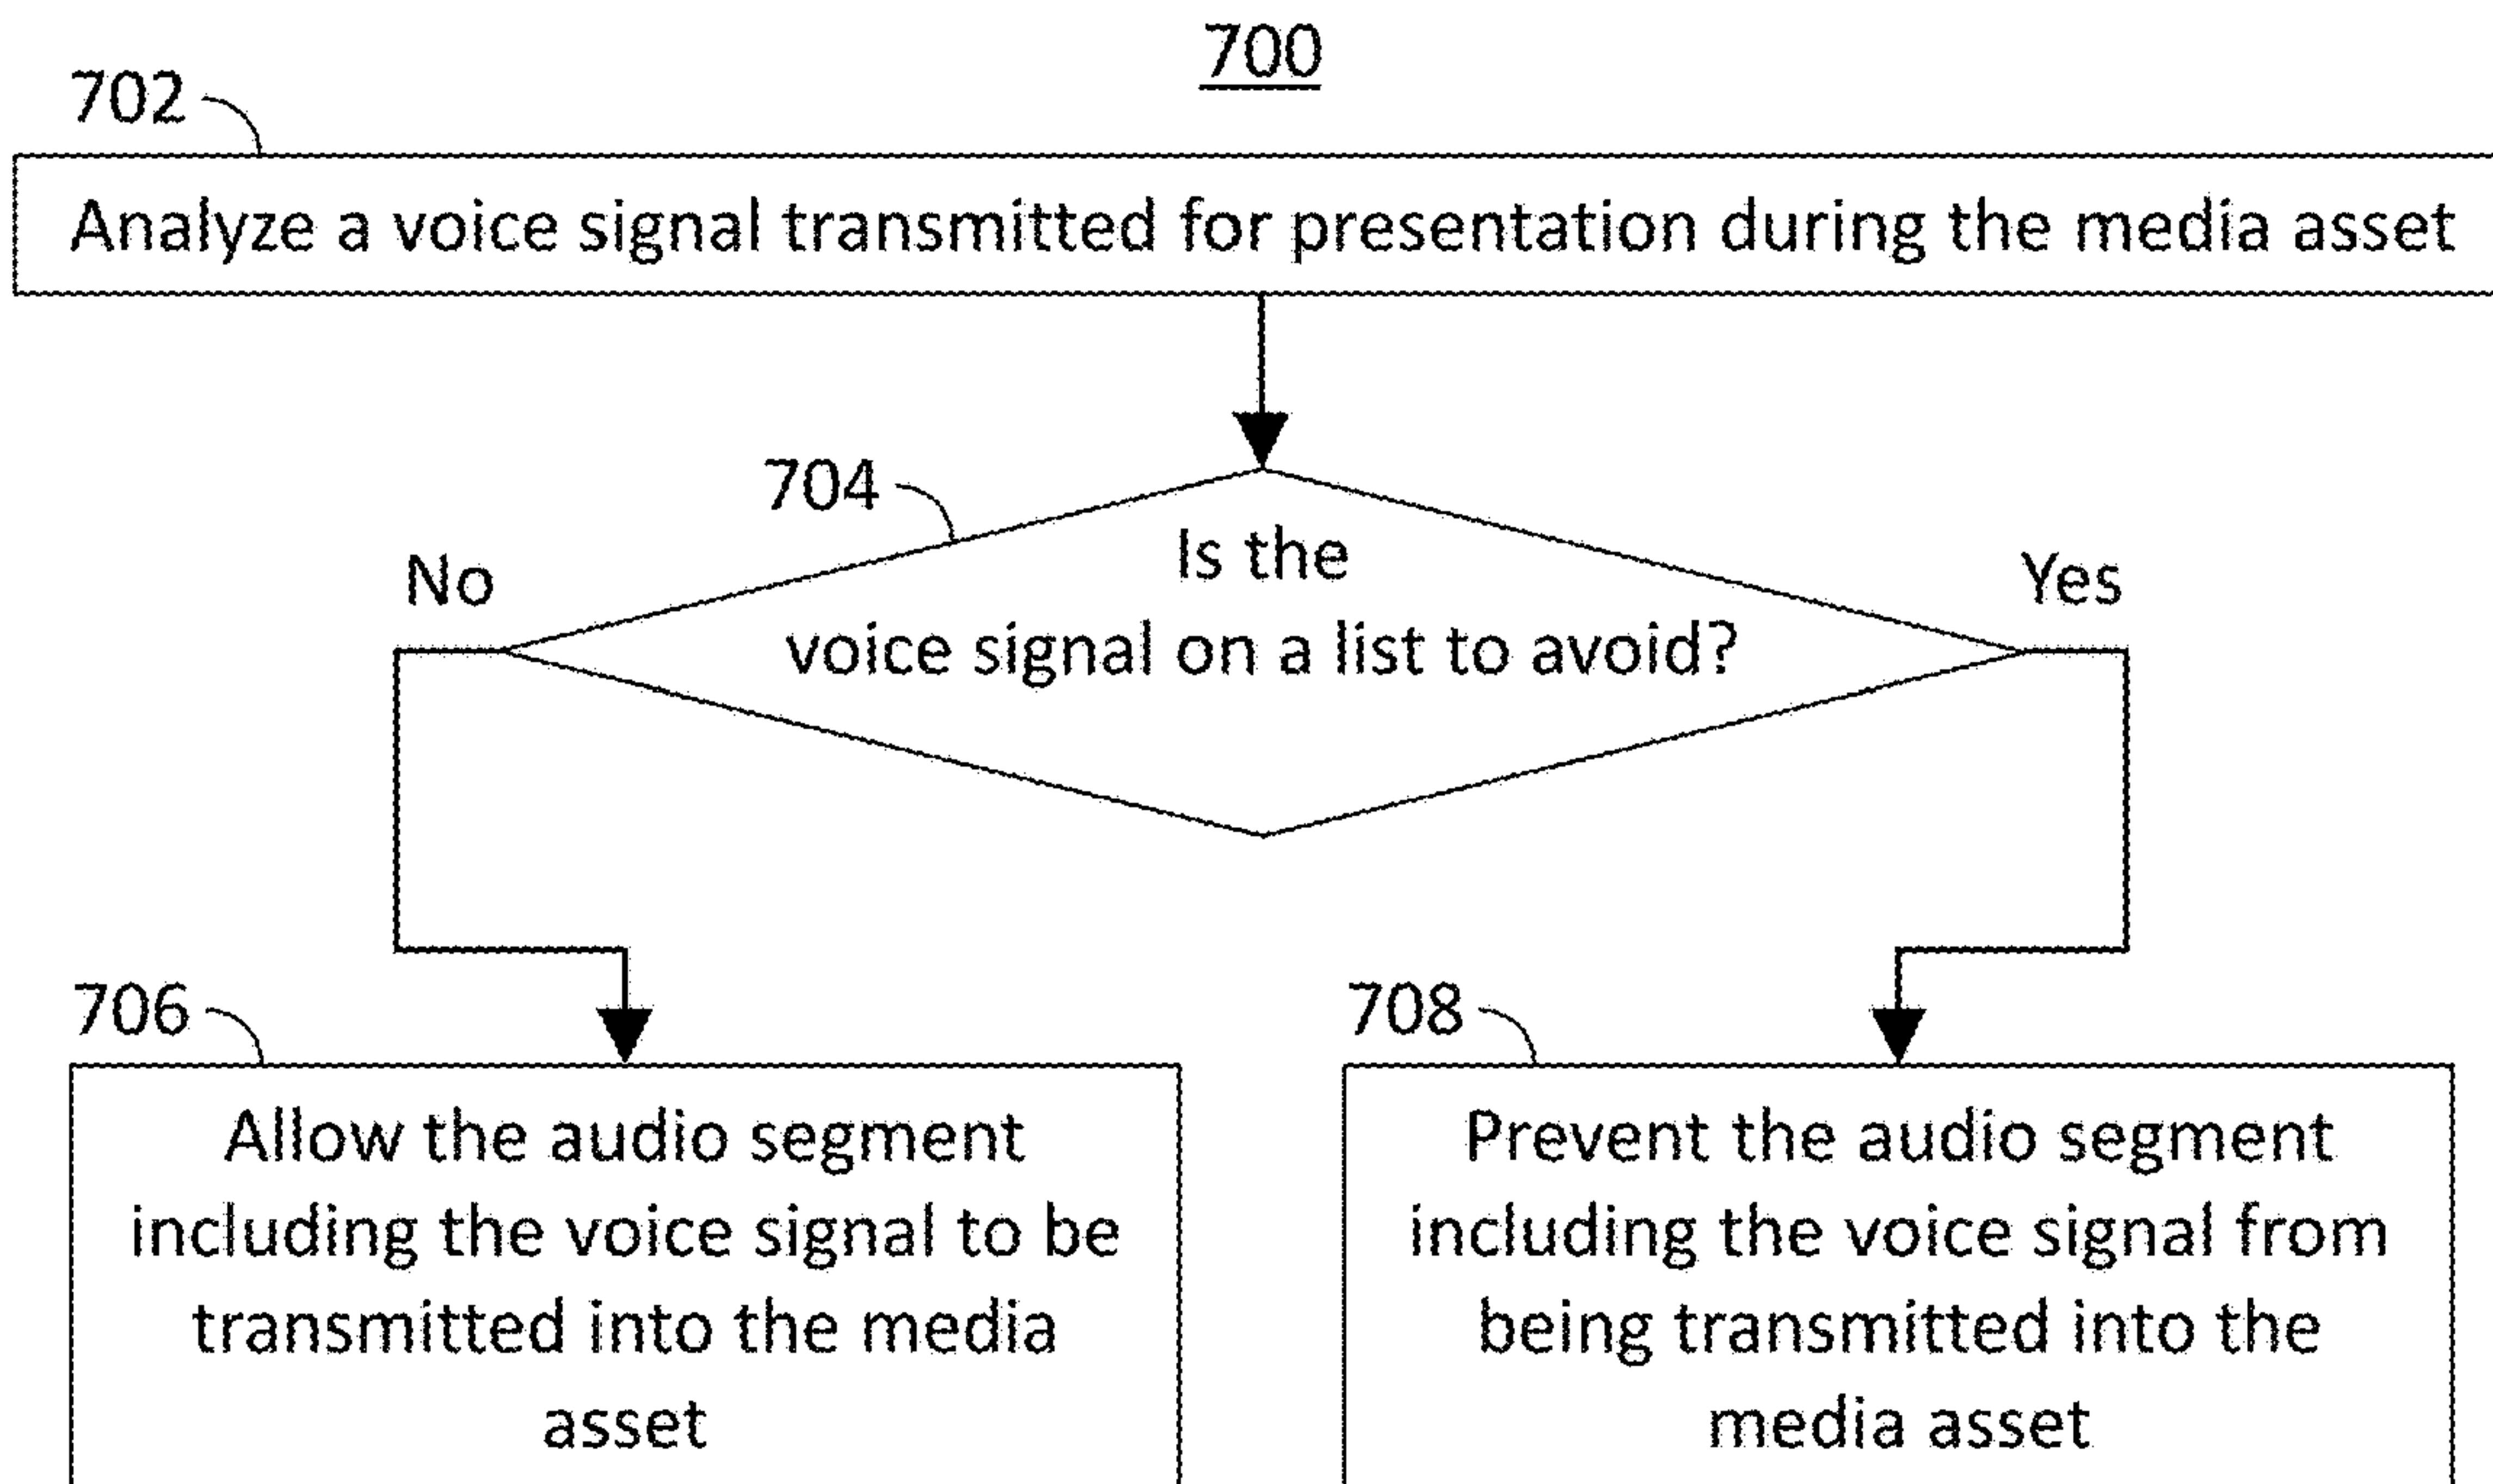 700
702
Analyze a voice signal transmitted for presentation during the media asset
704
Is the
voice signal on a list to avoid?
No
Yes
706
Allow the audio segment
including the voice signal to be
transmitted into the media
asset
708
Prevent the audio segment
including the voice signal from
being transmitted into the
media asset